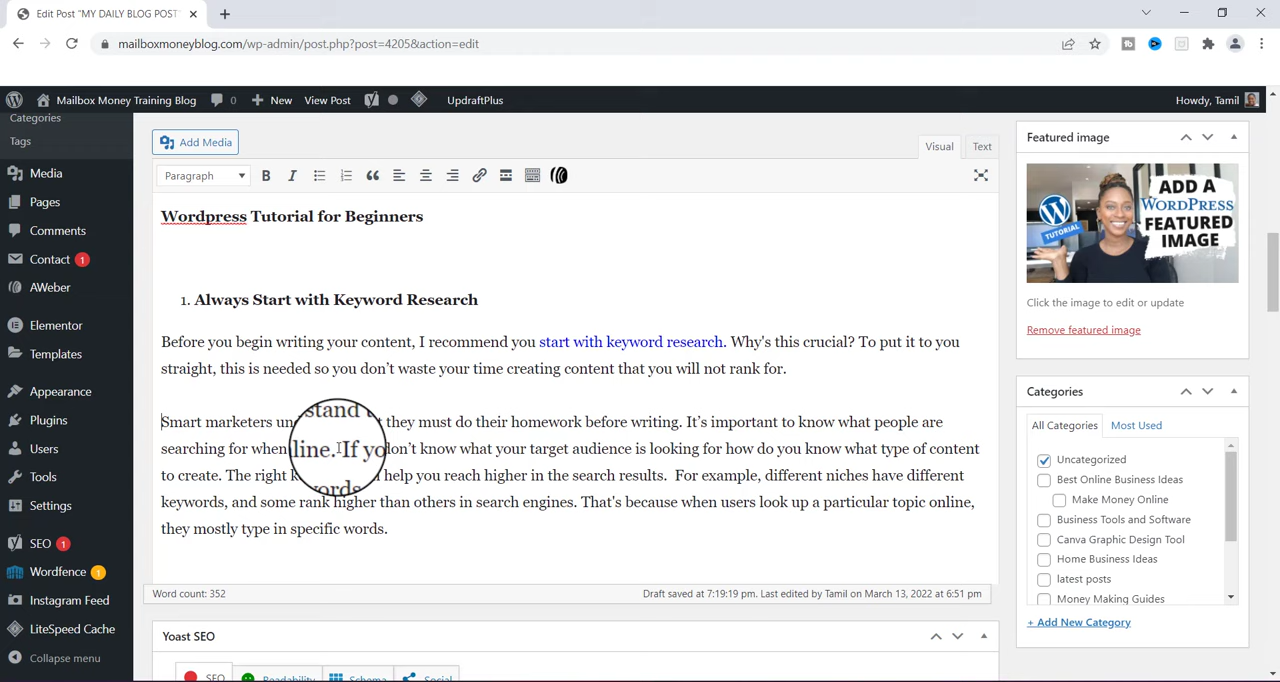 Edit Post "MY DAILY BLOG POST"
mailboxmoneyblog.com/wp-admin/post.php?post=4205&action=edit
Mailbox Money Training Blog 0 New View Post UpdraftPlus Howdy, Tamil
Categories
Tags
Media
Pages
Comments
Contact 1
AWeber
Elementor
Templates
Appearance
Plugins
Users
Tools
Settings
SEO 1
Wordfence 1
Instagram Feed
LiteSpeed Cache
Collapse menu
Add Media
Visual Text
Paragraph
Wordpress Tutorial for Beginners
1. Always Start with Keyword Research
Before you begin writing your content, I recommend you start with keyword research. Why's this crucial? To put it to you
straight, this is needed so you don't waste your time creating content that you will not rank for.
Smart marketers they must do their homework before writing. It's important to know what people are
searching for when line. If yo don't know what your target audience is looking for how do you know what type of content
to create. The right help you reach higher in the search results. For example, different niches have different
keywords, and some rank higher than others in search engines. That's because when users look up a particular topic online,
they mostly type in specific words.
Word count: 352 Draft saved at 7:19:19 pm. Last edited by Tamil on March 13, 2022 at 6:51 pm
Yoast SEO
SEO Readability Schema Social
Featured image
ADD A
WORDPRESS
FEATURED
IMAGE
TUTORIAL
Click the image to edit or update
Remove featured image
Categories
All Categories Most Used
Uncategorized
Best Online Business Ideas
Make Money Online
Business Tools and Software
Canva Graphic Design Tool
Home Business Ideas
latest posts
Money Making Guides
+ Add New Category